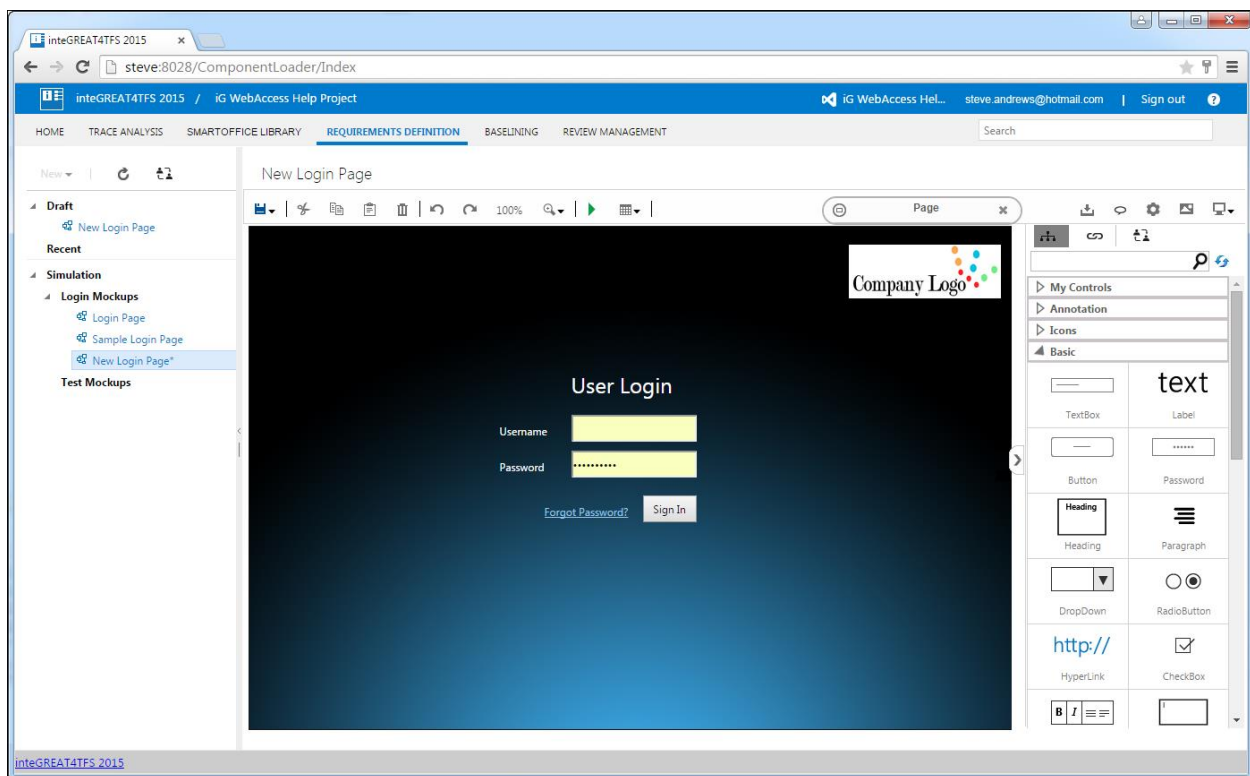 inteGREAT4TFS 2015
steve:8028/ComponentLoader/Index
inteGREAT4TFS 2015 / iG WebAccess Help Project
iG WebAccess Hel... steve.andrews@hotmail.com | Sign out ?
HOME TRACE ANALYSIS SMARTOFFICE LIBRARY REQUIREMENTS DEFINITION BASELINING REVIEW MANAGEMENT Search
New
Draft
New Login Page
Recent
Simulation
Login Mockups
Login Page
Sample Login Page
New Login Page*
Test Mockups
New Login Page
100%
Page
Company Logo
User Login
Username
Password
Forgot Password? Sign In
My Controls
Annotation
Icons
Basic
text
TextBox Label
Button Password
Heading
Heading Paragraph
DropDown RadioButton
http://
HyperLink CheckBox
B I
inteGREAT4TFS 2015